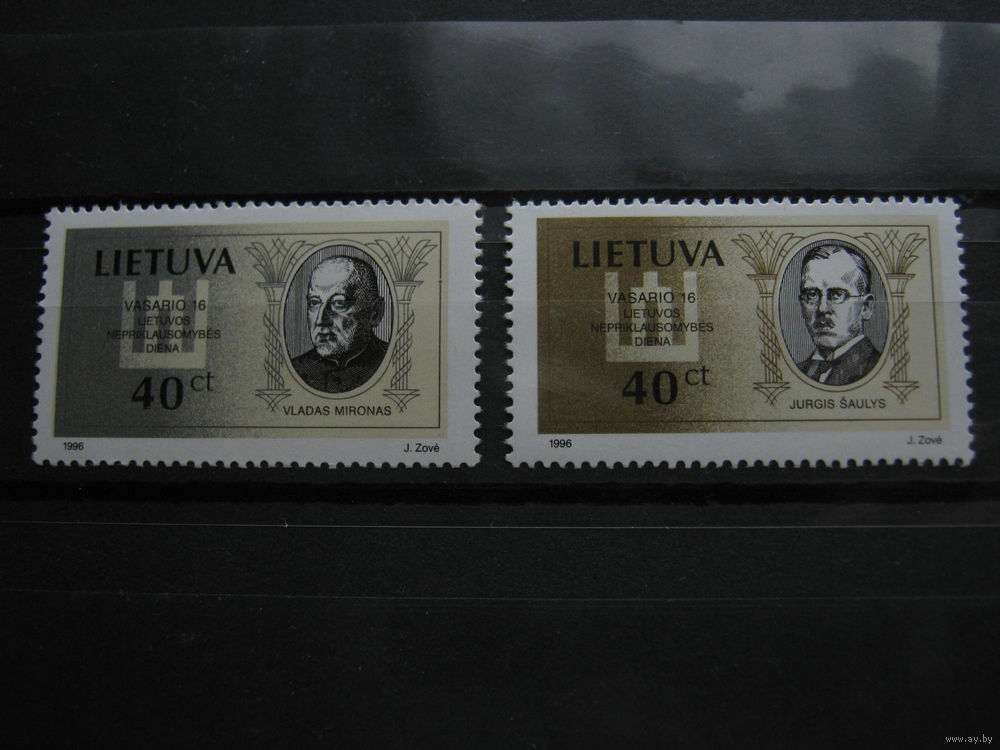 LIETUVA
VASARIO 16
LIETUVOS
NEPRIKLAUSOMYBĖS
DIENA
40 ct
VLADAS MIRONAS
1996
J. Zovė
LIETUVA
VASARIO 16
LIETUVOS
NEPRIKLAUSOMYBĖS
DIENA
40 ct
JURGIS ŠAULYS
1996
J. Zovė
www.ay.by